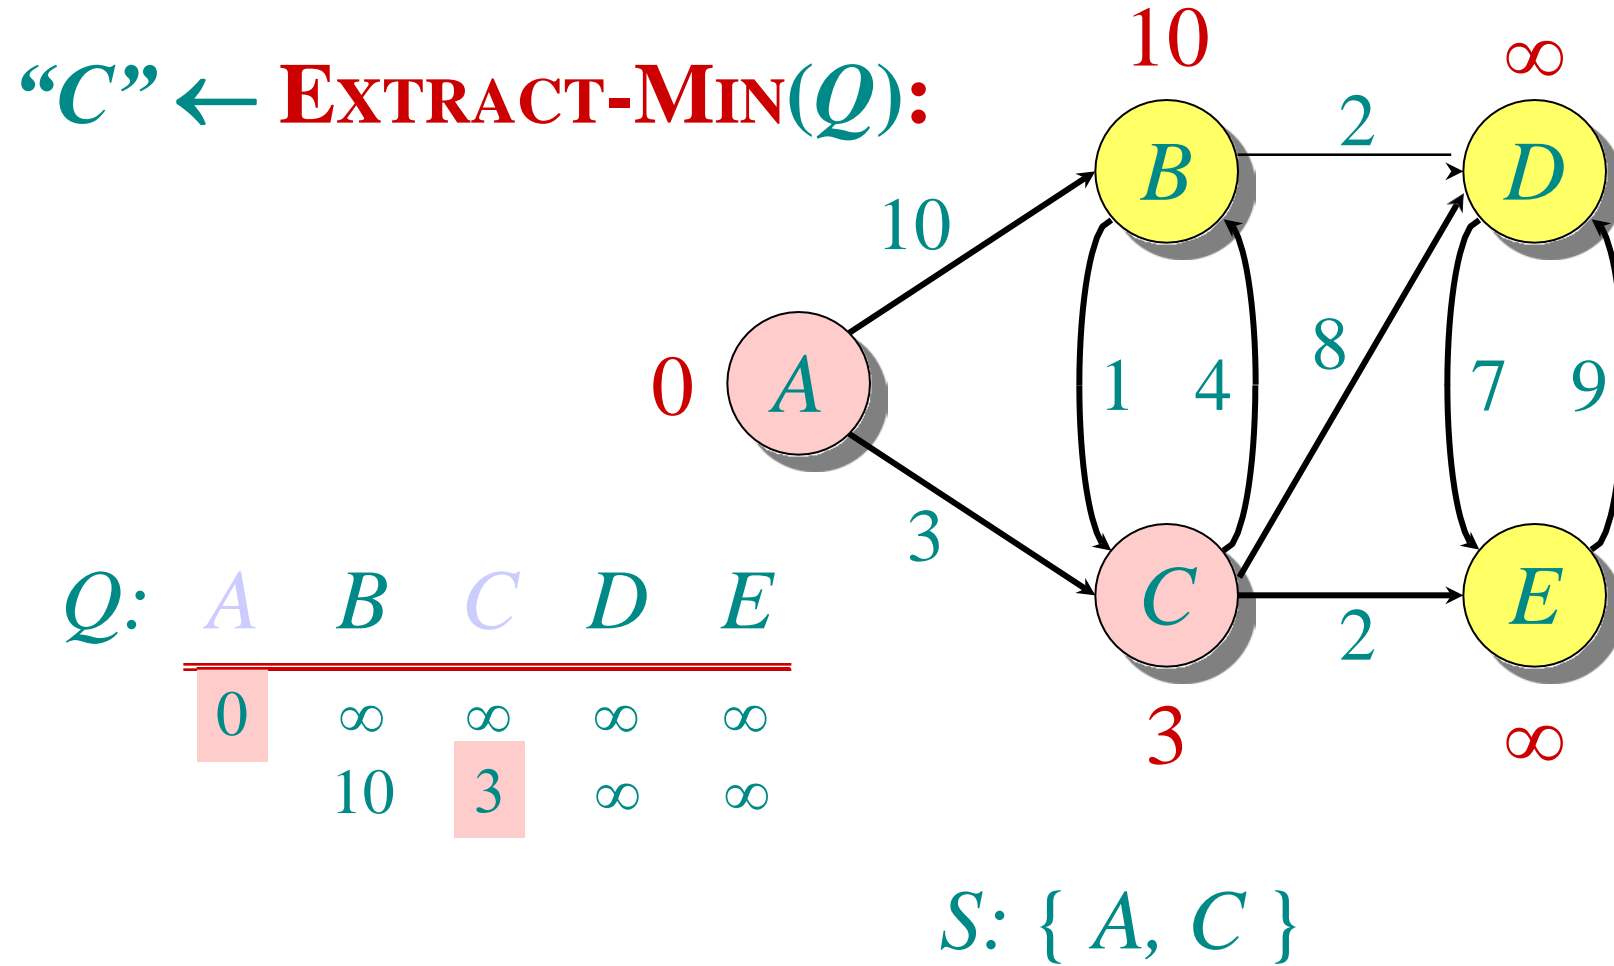 “C” ← EXTRACT-MIN(Q):
10 ∞
B 2 D
10
0 A 1 4 8 7 9
3
C 2 E
3 ∞
Q: A B C D E
0 ∞ ∞ ∞ ∞
10 3 ∞ ∞
S: { A, C }